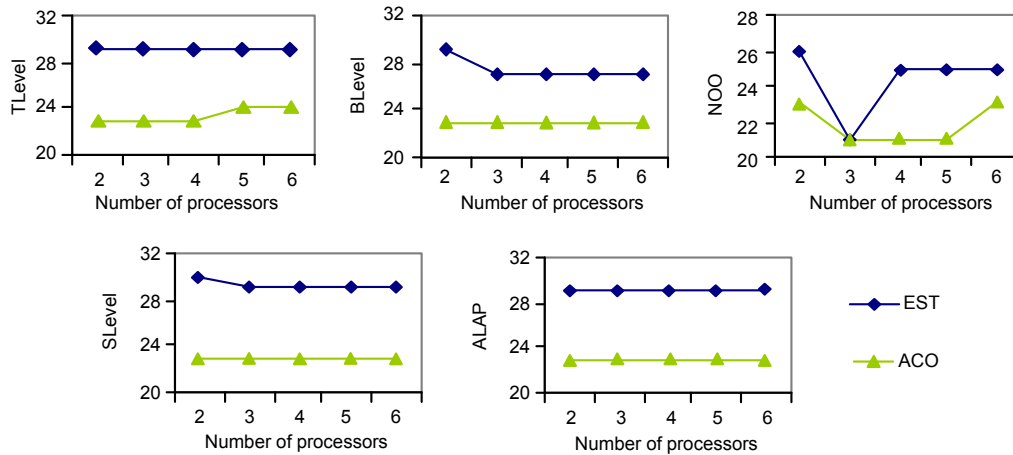 32
28
24
20
TLevel
2 3 4 5 6
Number of processors
32
28
24
20
BLevel
2 3 4 5 6
Number of processors
28
26
24
22
20
NOO
2 3 4 5 6
Number of processors
32
28
24
20
SLevel
2 3 4 5 6
Number of processors
32
28
24
20
ALAP
2 3 4 5 6
Number of processors
EST
ACO